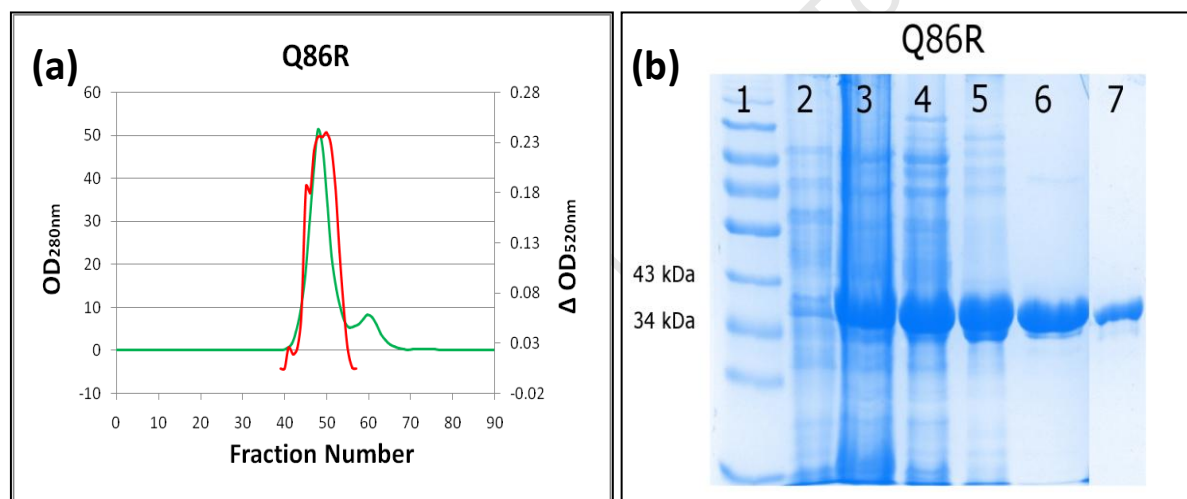 (a)
Q86R
60
50
40
30
20
10
0
-10
0.28
0.23
0.18
0.13
0.08
0.03
-0.02
0 10 20 30 40 50 60 70 80 90
OD280nm
Δ OD520nm
Fraction Number
(b)
Q86R
1 2 3 4 5 6 7
43 kDa
34 kDa